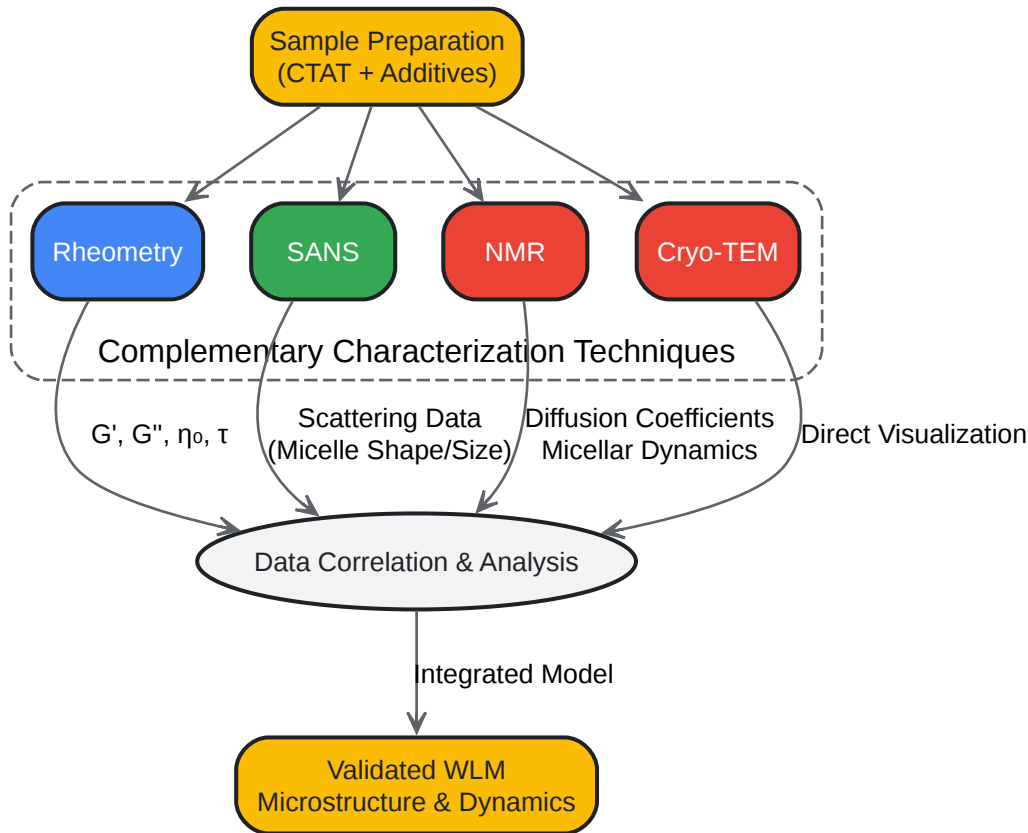 Sample Preparation
(CTAT + Additives)
Rheometry
SANS
NMR
Cryo-TEM
Complementary Characterization Techniques
G', G'', η₀, τ
Scattering Data
(Micelle Shape/Size)
Diffusion Coefficients
Micellar Dynamics
Direct Visualization
Data Correlation & Analysis
Integrated Model
Validated WLM
Microstructure & Dynamics